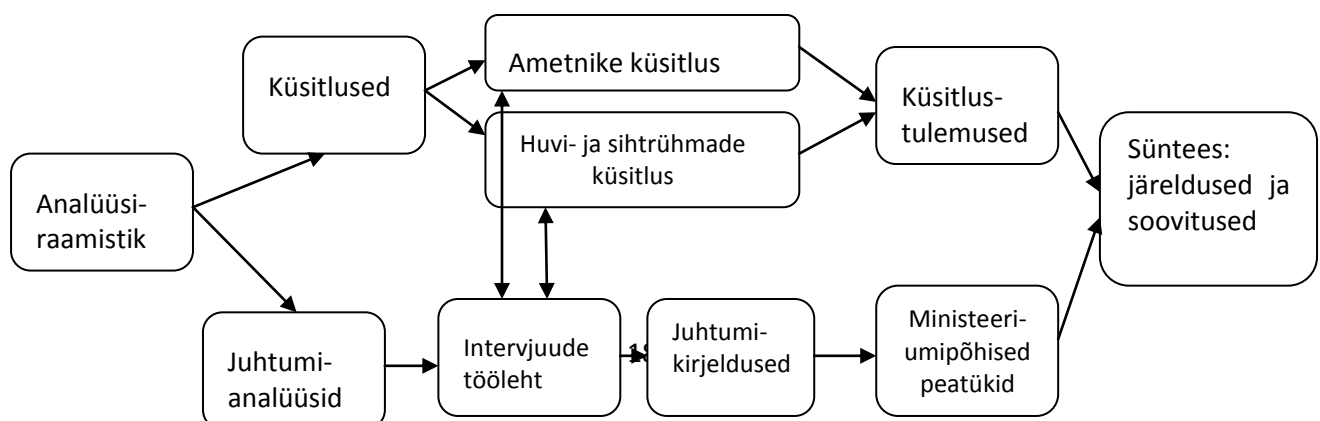 Analüüsi-
raamistik
Küsitlused
Ametnike küsitlus
Huvi- ja sihtrühmade
küsitlus
Küsitlus-
tulemused
Süntees:
järeldused ja
soovitused
Juhtumi-
analüüsid
Intervjuude
tööleht
Juhtumi-
kirjeldused
Ministeeri-
umipõhised
peatükid